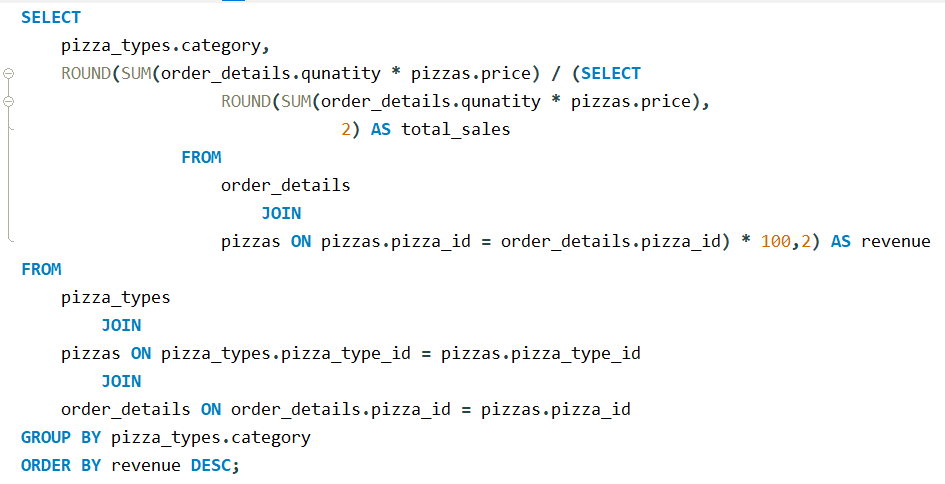 SELECT
pizza_types.category,
ROUND(SUM(order_details.qunatity * pizzas.price) / (SELECT
ROUND(SUM(order_details.qunatity * pizzas.price),
2) AS total_sales
FROM
order_details
JOIN
pizzas ON pizzas.pizza_id = order_details.pizza_id) * 100,2) AS revenue
FROM
pizza_types
JOIN
pizzas ON pizza_types.pizza_type_id = pizzas.pizza_type_id
JOIN
order_details ON order_details.pizza_id = pizzas.pizza_id
GROUP BY pizza_types.category
ORDER BY revenue DESC;